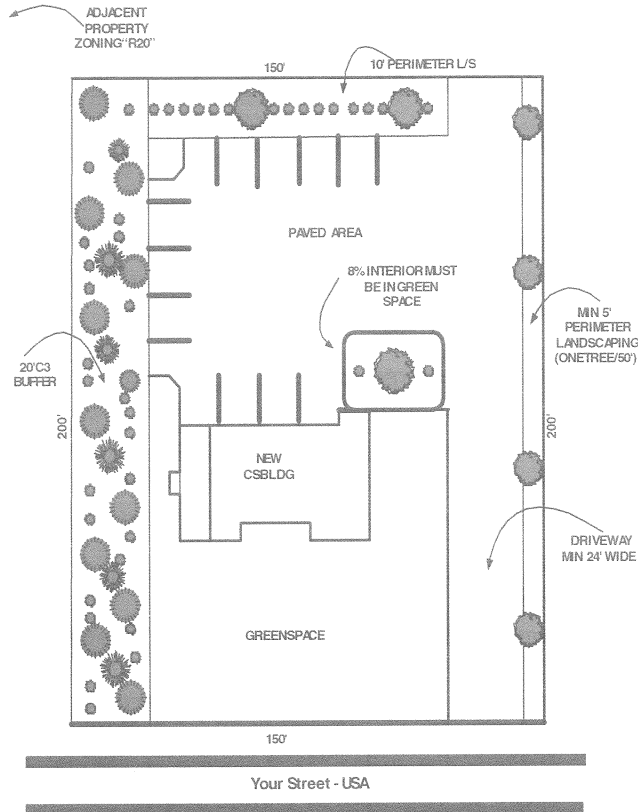 ADJACENT
PROPERTY
ZONING "R20"
150'
10' PERIMETER L/S
PAVED AREA
8% INTERIOR MUST
BE IN GREEN
SPACE
MIN 5'
PERIMETER
LANDSCAPING
(ONE TREE/50')
20' C3
BUFFER
200'
200'
NEW
CS BLDG
DRIVEWAY
MIN 24' WIDE
GREENSPACE
150'
Your Street - USA